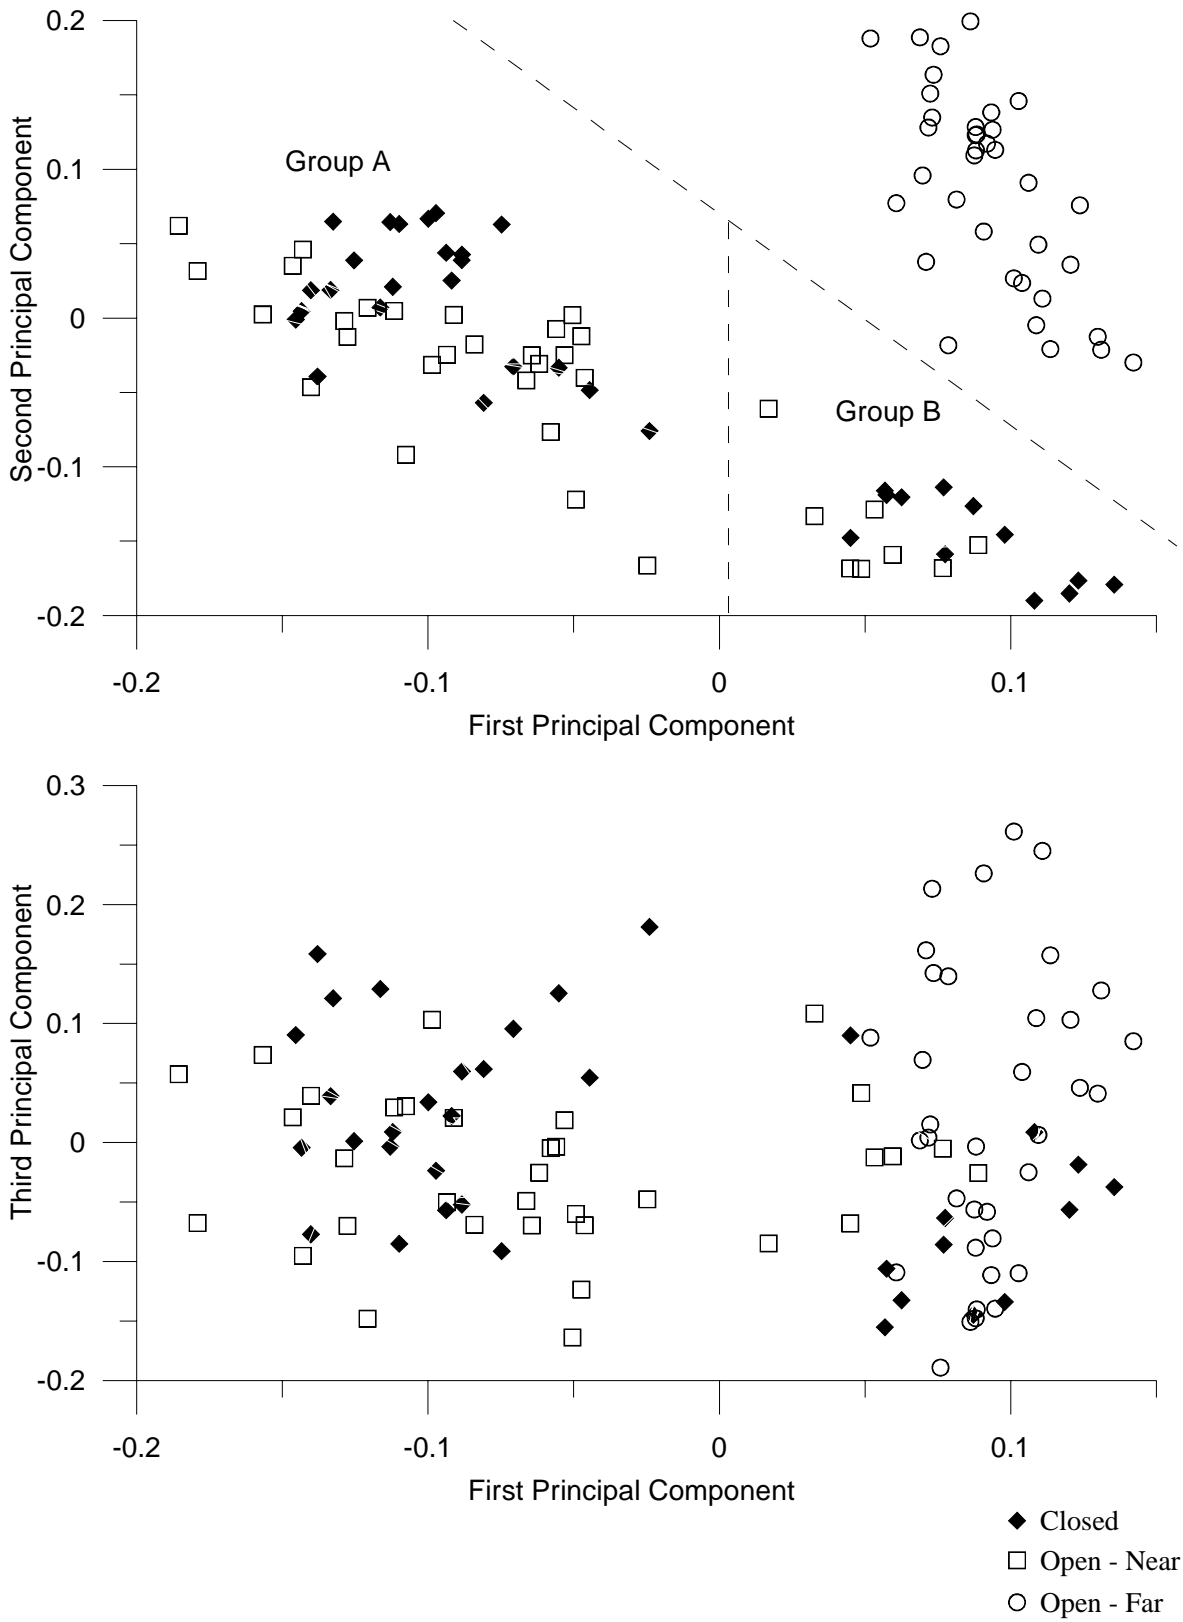 0.2
0.1
0
-0.1
-0.2
Second Principal Component
Group A
Group B
-0.2 -0.1 0 0.1
First Principal Component
0.3
0.2
0.1
0
-0.1
-0.2
Third Principal Component
-0.2 -0.1 0 0.1
First Principal Component
Closed
Open - Near
Open - Far